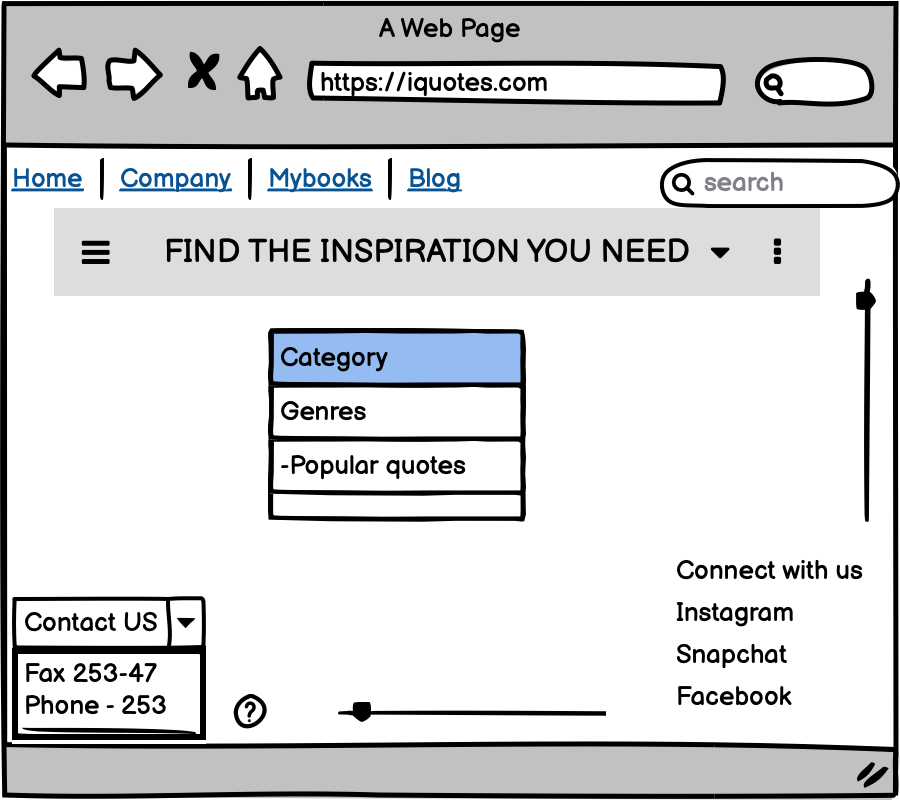 A Web Page
https://iquotes.com
Home Company Mybooks Blog
search
FIND THE INSPIRATION YOU NEED
Category
Genres
-Popular quotes
Connect with us
Instagram
Snapchat
Facebook
Contact US
Fax 253-47
Phone - 253
?